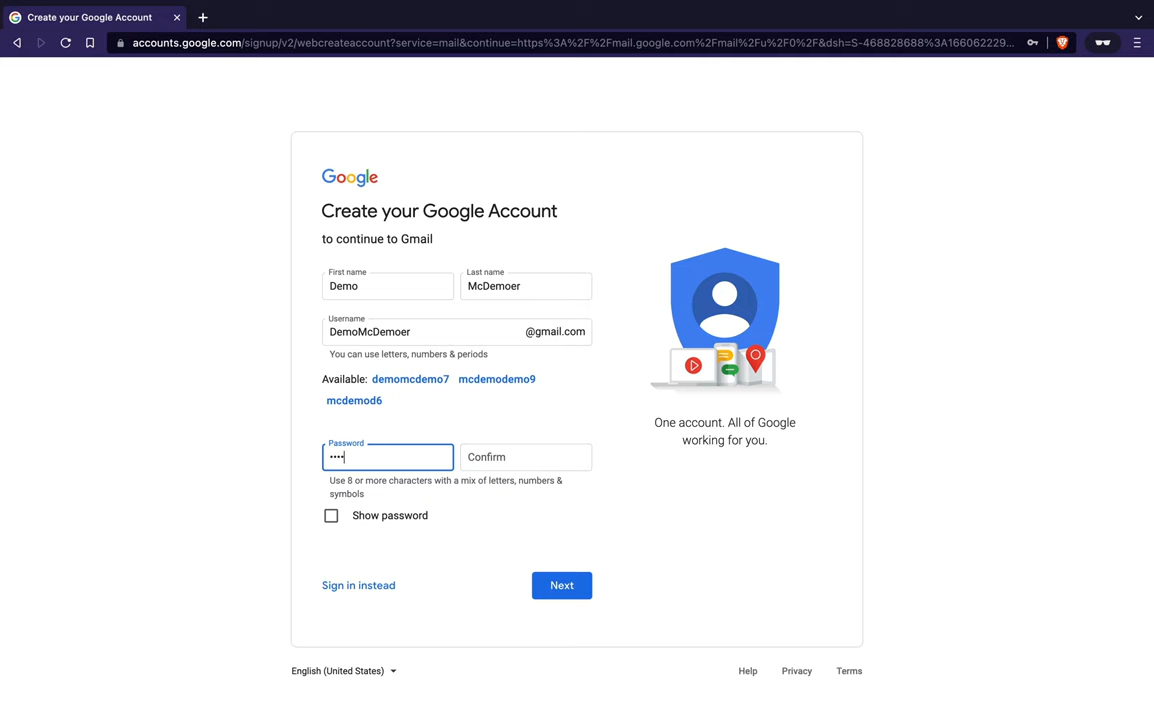 Create your Google Account
accounts.google.com/signup/v2/webcreateaccount?service=mail&continue=https%3A%2F%2Fmail.google.com%2Fmail%2Fu%2F0%2F&dsh=S-468828688%3A166062229...
Google
Create your Google Account
to continue to Gmail
First name Last name
Demo McDemoer
Username
DemoMcDemoer @gmail.com
You can use letters, numbers & periods
Available: demomcdemo7 mcdemodemo9
mcdemod6
Password
•••• Confirm
Use 8 or more characters with a mix of letters, numbers &
symbols
Show password
Sign in instead Next
One account. All of Google
working for you.
English (United States) Help Privacy Terms